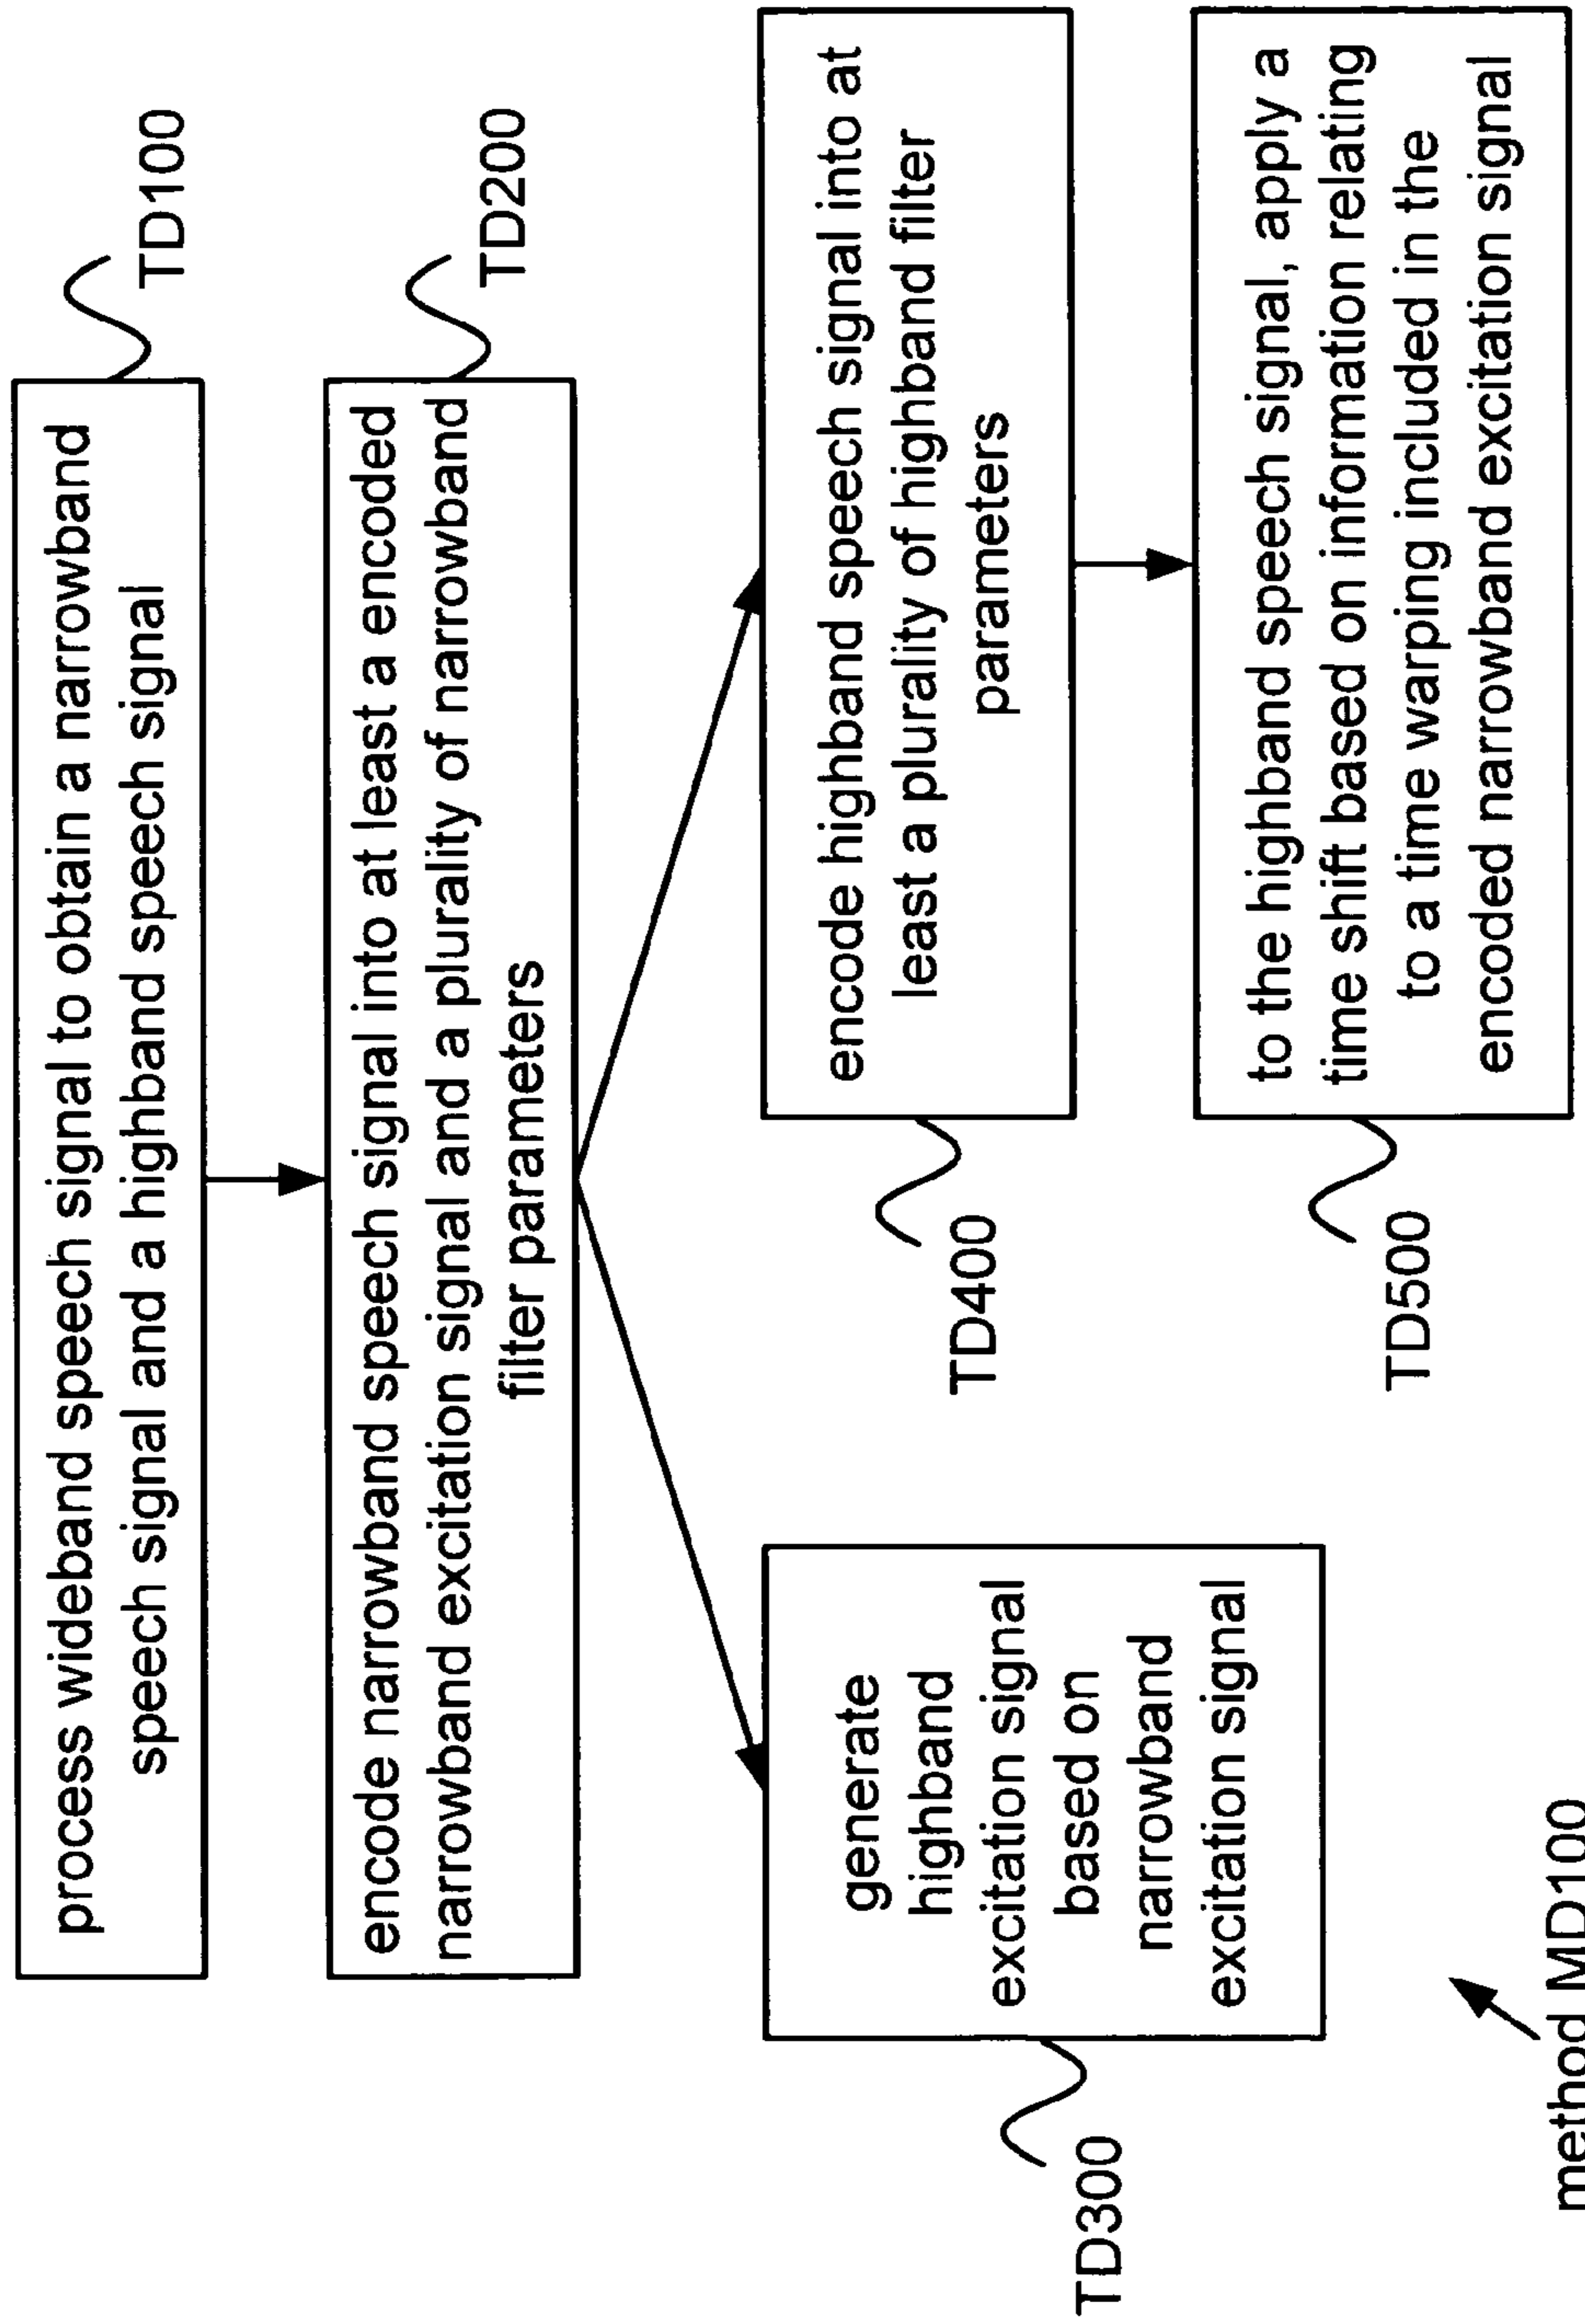 process wideband speech signal to obtain a narrowband
speech signal and a highband speech signal
TD100
encode narrowband speech signal into at least a encoded
narrowband excitation signal and a plurality of narrowband
filter parameters
TD200
TD300
generate
highband
excitation signal
based on
narrowband
excitation signal
TD400
encode highband speech signal into at
least a plurality of highband filter
parameters
TD500
to the highband speech signal, apply a
time shift based on information relating
to a time warping included in the
encoded narrowband excitation signal
method MD100